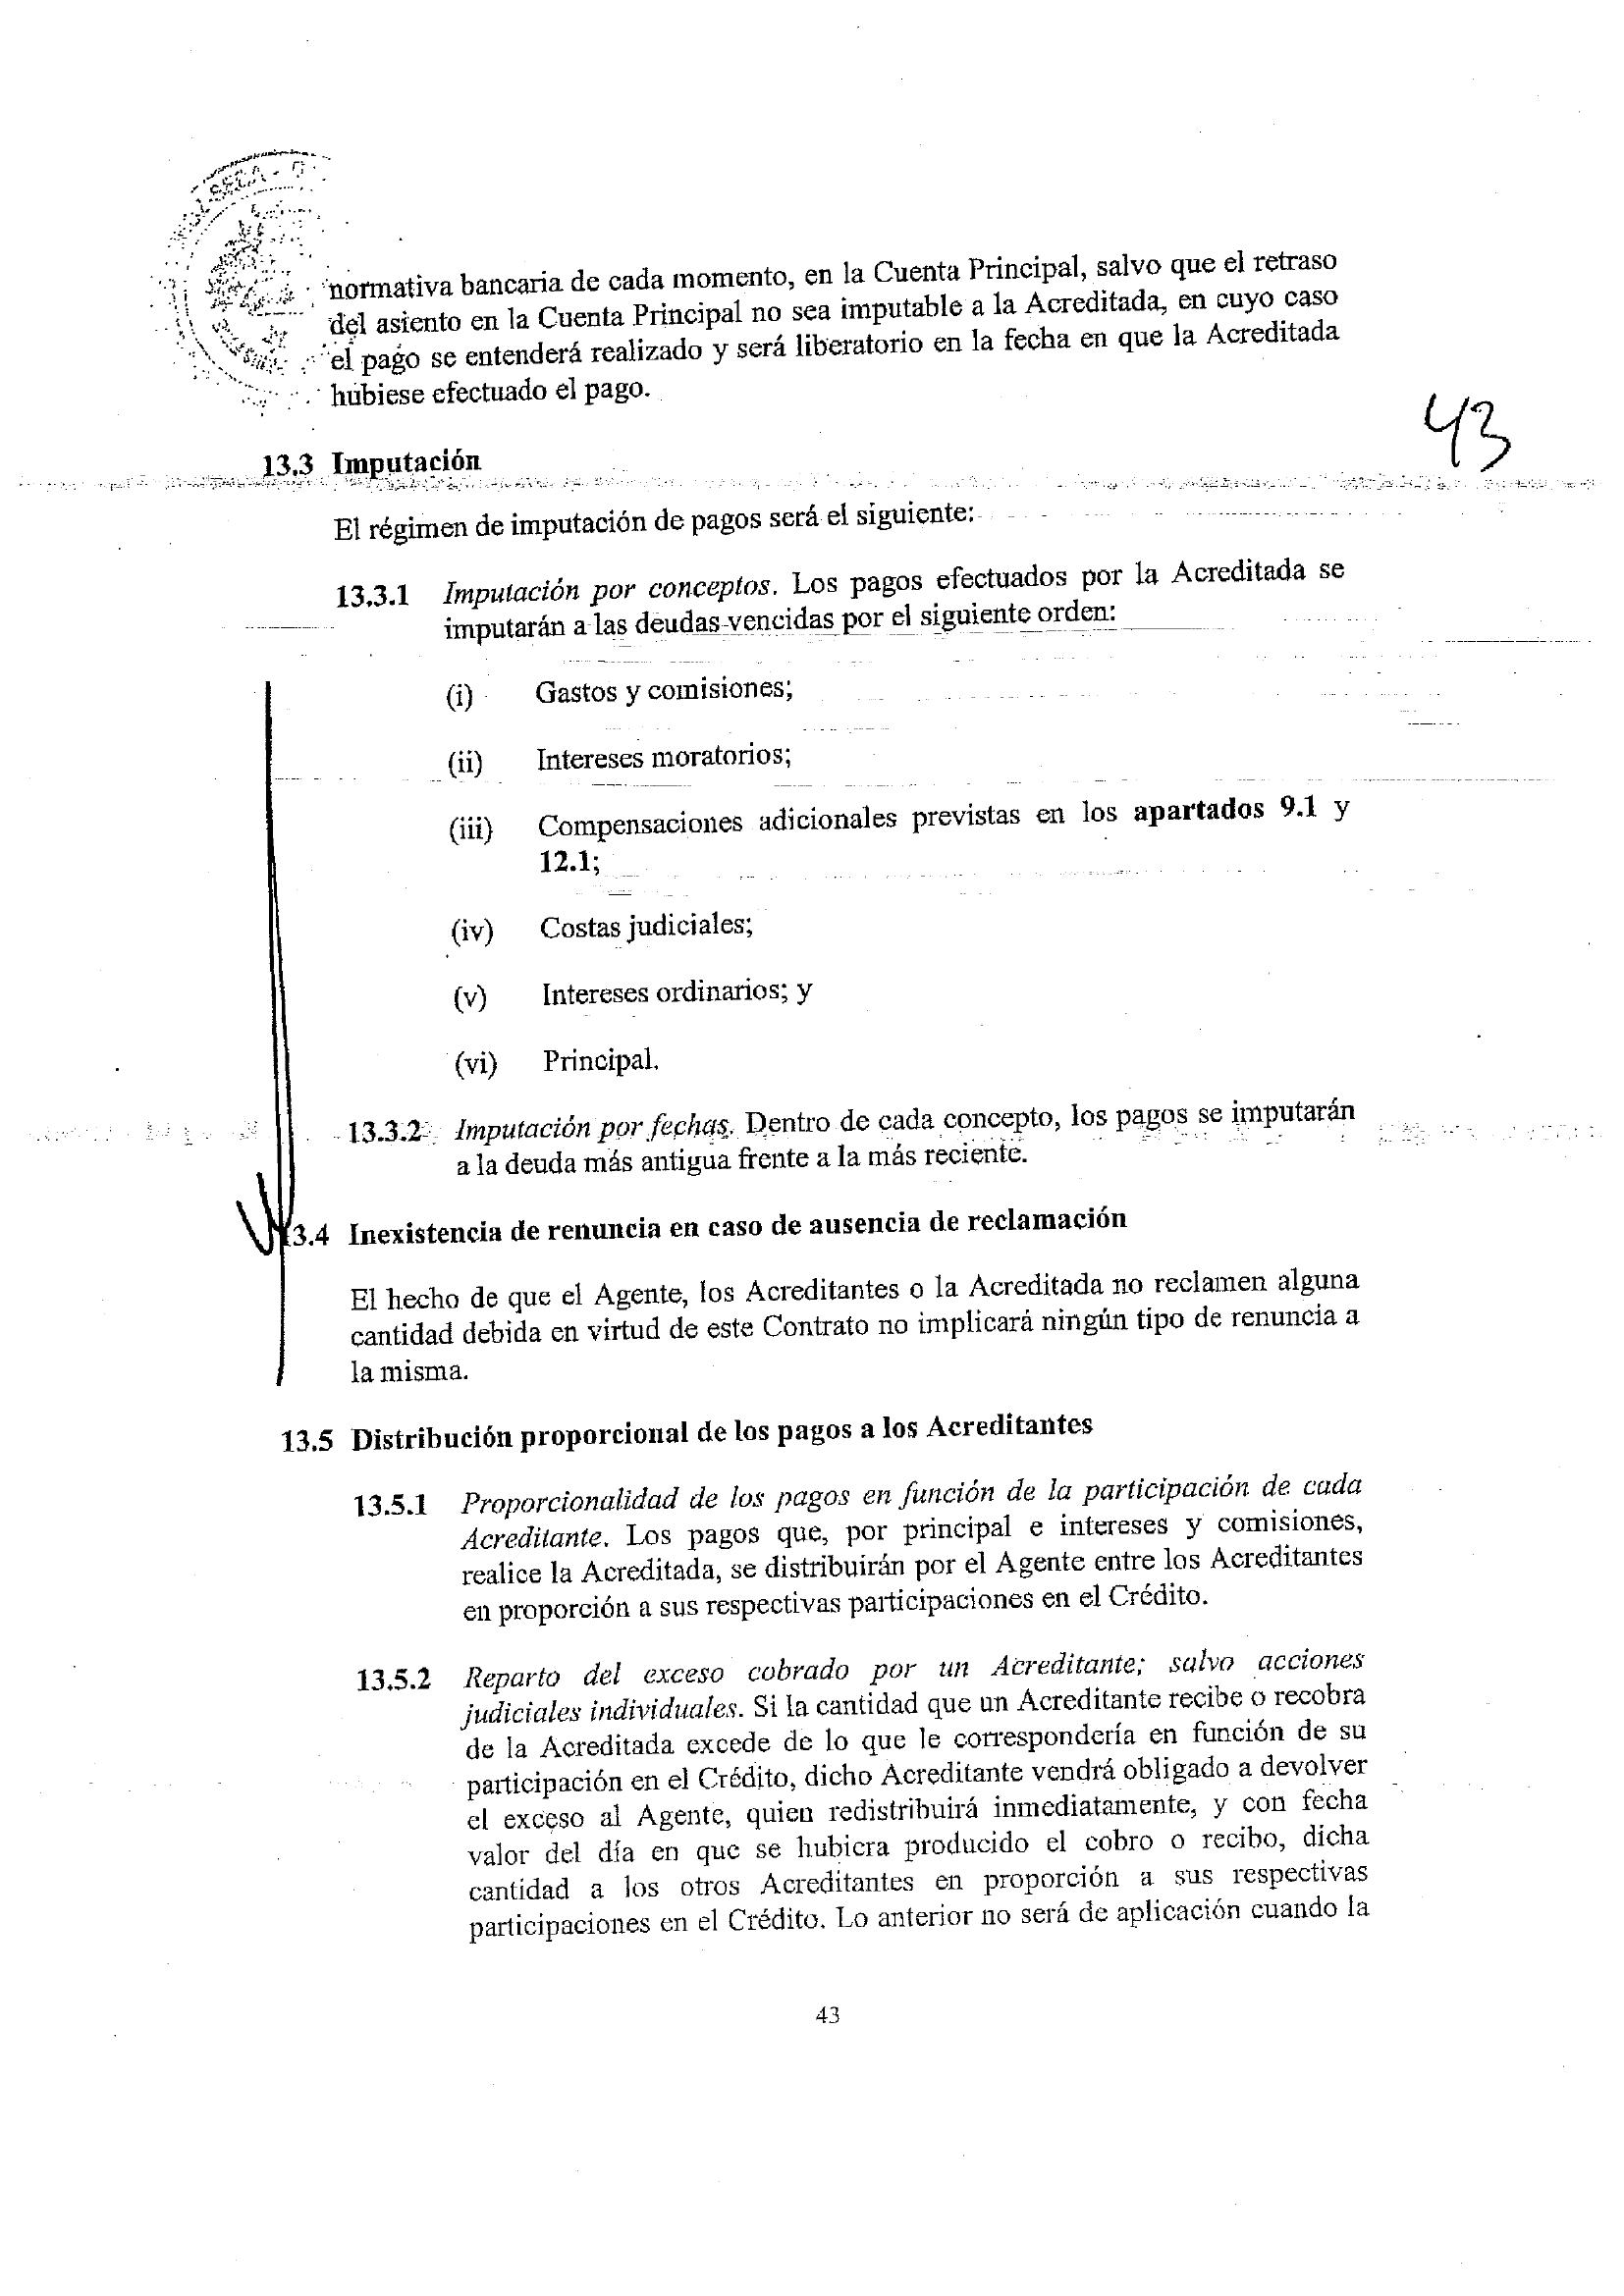 normativa bancaria de cada momento, en la Cuenta Principal, salvo que el retraso
del asiento en la Cuenta Principal no sea imputable a la Acreditada, en cuyo caso
el pago se entenderá realizado y será liberatorio en la fecha en que la Acreditada
hubiese efectuado el pago.
43
13.3 Imputación
El régimen de imputación de pagos será el siguiente:
13.3.1 Imputación por conceptos. Los pagos efectuados por la Acreditada se
imputarán a las deudas vencidas por el siguiente orden:
(i) Gastos y comisiones;
(ii) Intereses moratorios;
(iii) Compensaciones adicionales previstas en los apartados 9.1 y
12.1;
(iv) Costas judiciales;
(v) Intereses ordinarios; y
(vi) Principal.
13.3.2 Imputación por fechas. Dentro de cada concepto, los pagos se imputarán
a la deuda más antigua frente a la más reciente.
13.4 Inexistencia de renuncia en caso de ausencia de reclamación
El hecho de que el Agente, los Acreditantes o la Acreditada no reclamen alguna
cantidad debida en virtud de este Contrato no implicará ningún tipo de renuncia a
la misma.
13.5 Distribución proporcional de los pagos a los Acreditantes
13.5.1 Proporcionalidad de los pagos en función de la participación de cada
Acreditante. Los pagos que, por principal e intereses y comisiones,
realice la Acreditada, se distribuirán por el Agente entre los Acreditantes
en proporción a sus respectivas participaciones en el Crédito.
13.5.2 Reparto del exceso cobrado por un Acreditante; salvo acciones
judiciales individuales. Si la cantidad que un Acreditante recibe o recobra
de la Acreditada excede de lo que le correspondería en función de su
participación en el Crédito, dicho Acreditante vendrá obligado a devolver
el exceso al Agente, quien redistribuirá inmediatamente, y con fecha
valor del día en que se hubiera producido el cobro o recibo, dicha
cantidad a los otros Acreditantes en proporción a sus respectivas
participaciones en el Crédito. Lo anterior no será de aplicación cuando la
43